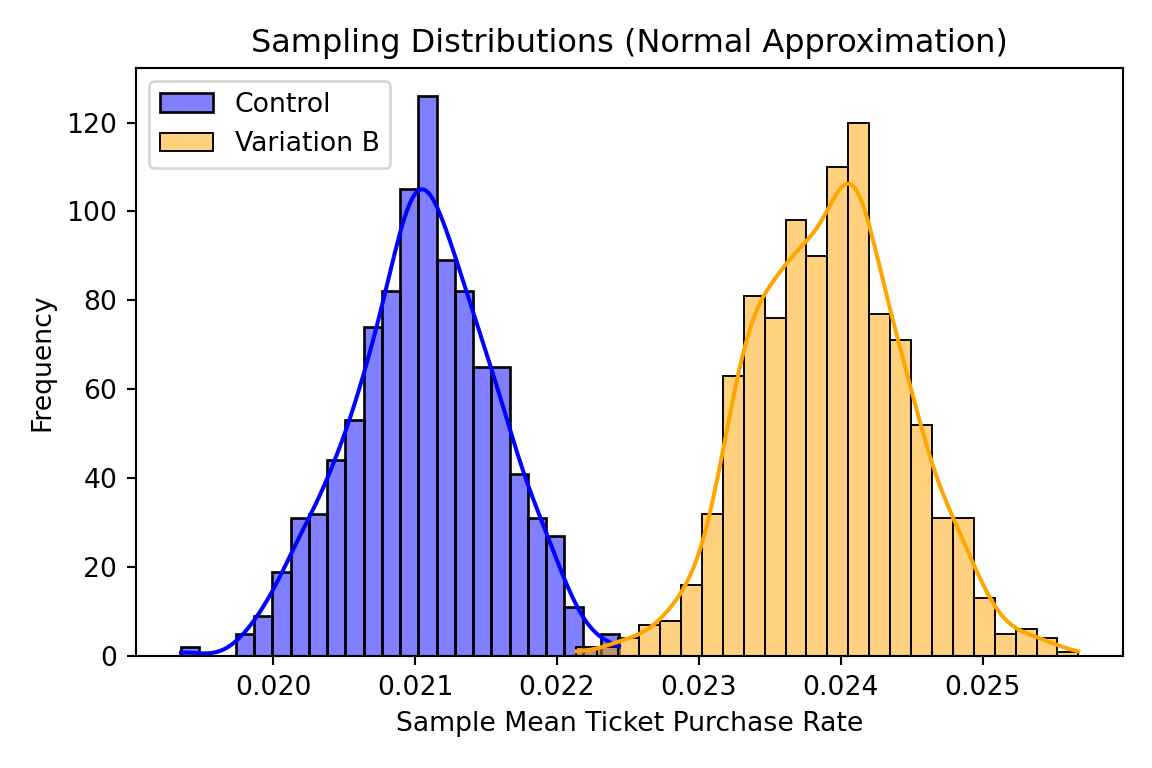 Sampling Distributions (Normal Approximation)
Control
Variation B
120
100
80
60
40
20
0
Frequency
0.020 0.021 0.022 0.023 0.024 0.025
Sample Mean Ticket Purchase Rate